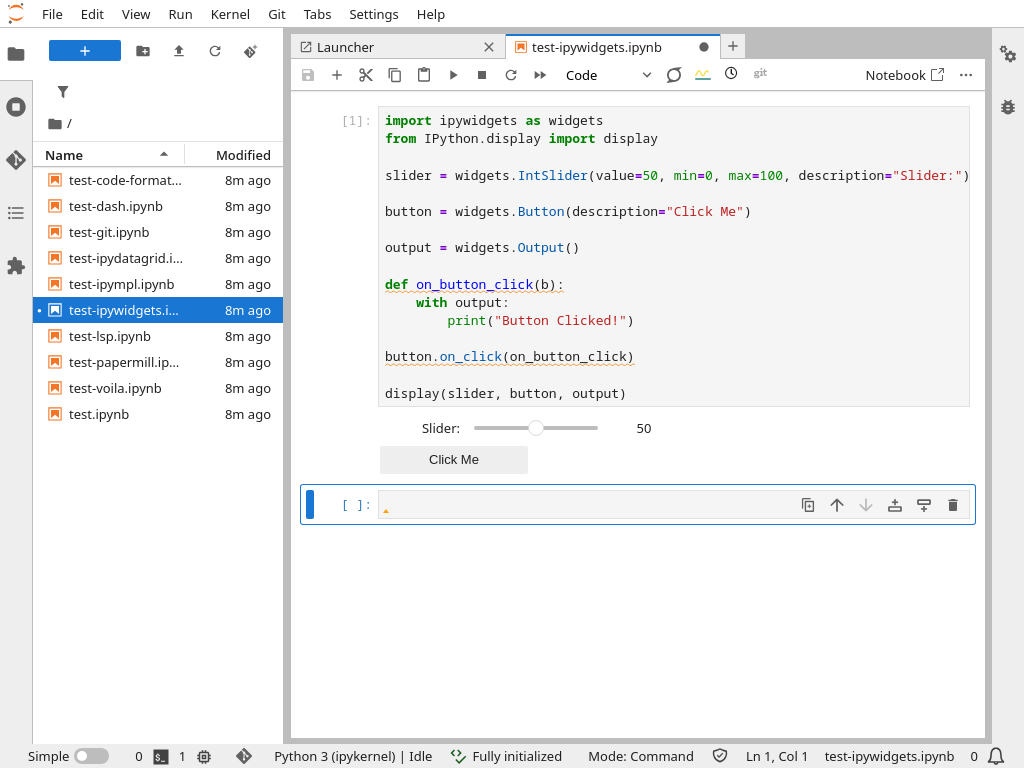 File Edit View Run Kernel Git Tabs Settings Help
Launcher
test-ipywidgets.ipynb
Code
git
Notebook
/
Name Modified
test-code-format... 8m ago
test-dash.ipynb 8m ago
test-git.ipynb 8m ago
test-ipydatagrid.i... 8m ago
test-ipympl.ipynb 8m ago
test-ipywidgets.i... 8m ago
test-lsp.ipynb 8m ago
test-papermill.ip... 8m ago
test-voila.ipynb 8m ago
test.ipynb 8m ago
[1]:
import ipywidgets as widgets
from IPython.display import display
slider = widgets.IntSlider(value=50, min=0, max=100, description="Slider:")
button = widgets.Button(description="Click Me")
output = widgets.Output()
def on_button_click(b):
    with output:
        print("Button Clicked!")
button.on_click(on_button_click)
display(slider, button, output)
Slider: 50
Click Me
[ ]:
Simple 0 1 Python 3 (ipykernel) | Idle Fully initialized Mode: Command Ln 1, Col 1 test-ipywidgets.ipynb 0